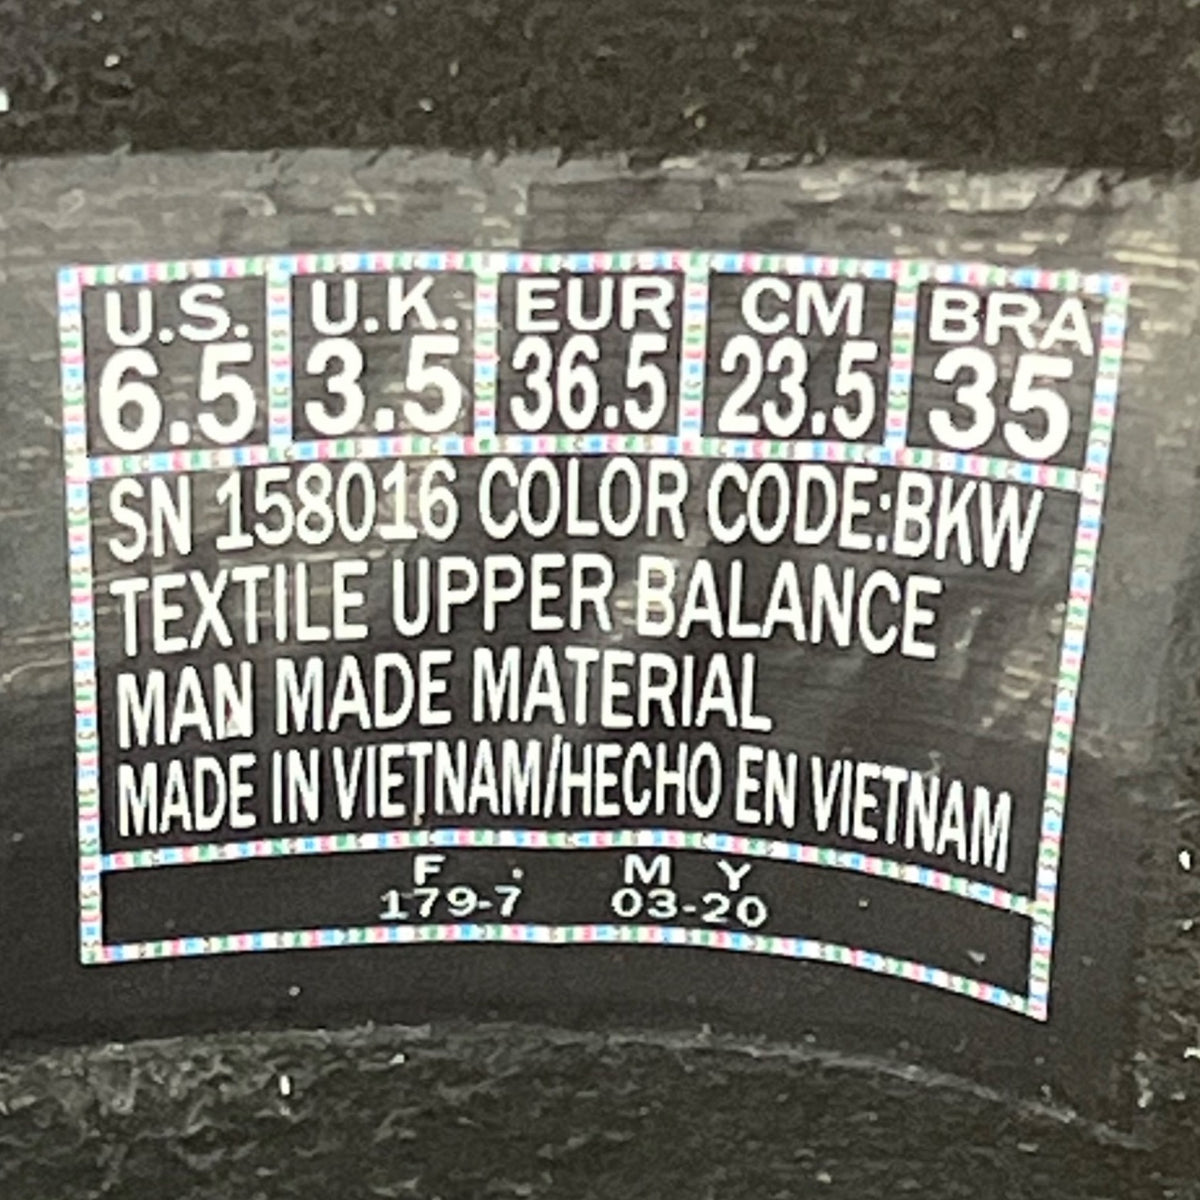 U.S. U.K. EUR CM BRA
6.5 3.5 36.5 23.5 35
SN 158016 COLOR CODE:BKW
TEXTILE UPPER BALANCE
MAN MADE MATERIAL
MADE IN VIETNAM/HECHO EN VIETNAM
F . M Y
179-7 03-20